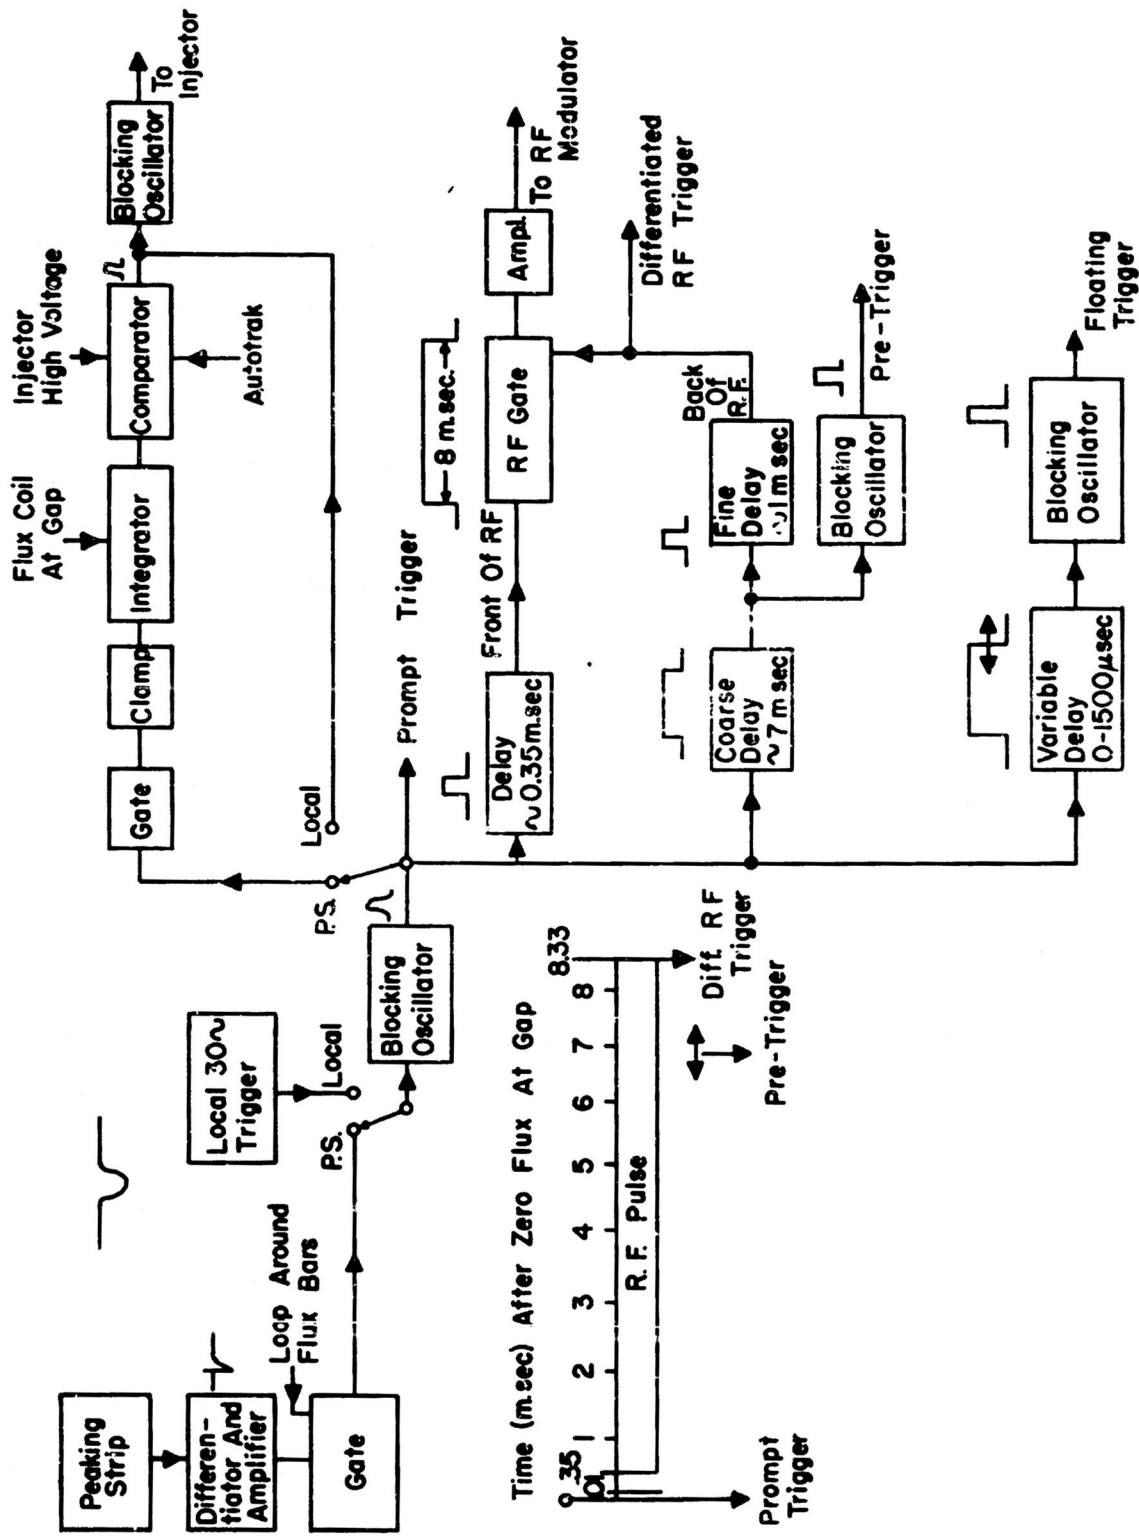 Peaking
Strip
Differen-
tiator And
Amplifier
Loop Around
Flux Bars
Gate
Local 30~
Trigger
P.S.
Local
Blocking
Oscillator
P.S.
Local
Gate
Clamp
Flux Coil
At Gap
Integrator
Injector
High Voltage
Comparator
Autotrak
Blocking
Oscillator
To
Injector
Prompt Trigger
Delay
~0.35 m.sec
Front Of RF
8 m.sec.
RF Gate
Ampl.
To RF
Modulator
Differentiated
RF Trigger
Coarse
Delay
~7 m sec
Fine
Delay
~1 m sec
Back
Of
R.F.
Blocking
Oscillator
Pre-Trigger
Variable
Delay
0-1500μsec
Blocking
Oscillator
Floating
Trigger
Time (m.sec) After Zero Flux At Gap
0 .35 1 2 3 4 5 6 7 8 8.33
R.F. Pulse
Prompt
Trigger
Pre-Trigger
Diff. RF
Trigger